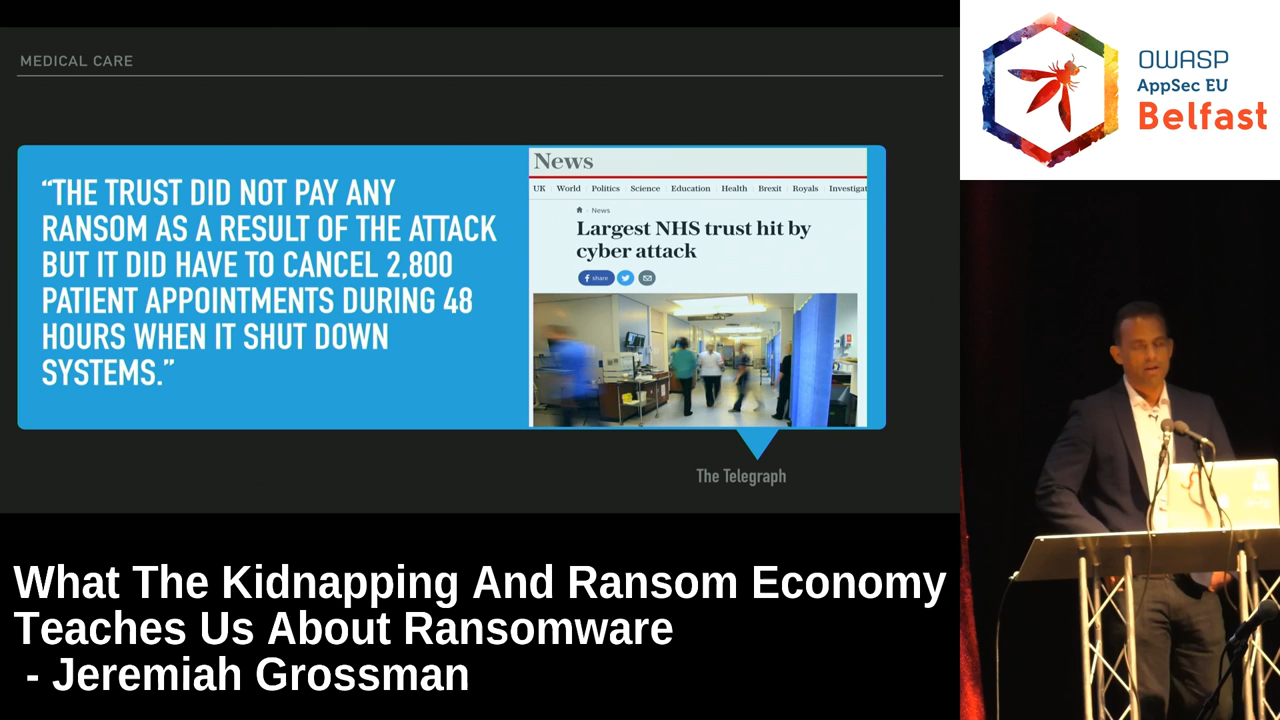 MEDICAL CARE
“THE TRUST DID NOT PAY ANY
RANSOM AS A RESULT OF THE ATTACK
BUT IT DID HAVE TO CANCEL 2,800
PATIENT APPOINTMENTS DURING 48
HOURS WHEN IT SHUT DOWN
SYSTEMS.”
News
UK World Politics Science Education Health Brexit Royals Investigat
News
Largest NHS trust hit by
cyber attack
share
The Telegraph
OWASP
AppSec EU
Belfast
What The Kidnapping And Ransom Economy
Teaches Us About Ransomware
- Jeremiah Grossman